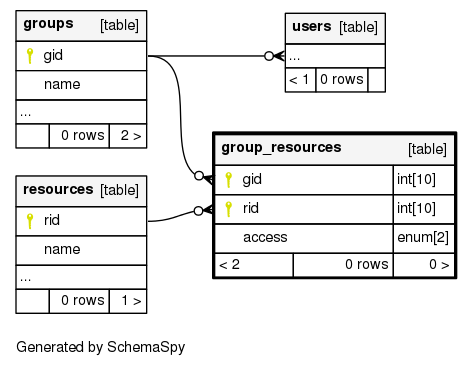 groups [table]
gid
name
...
0 rows 2 >
users [table]
...
< 1 0 rows
group_resources [table]
gid int[10]
rid int[10]
access enum[2]
< 2 0 rows 0 >
resources [table]
rid
name
...
0 rows 1 >
Generated by SchemaSpy